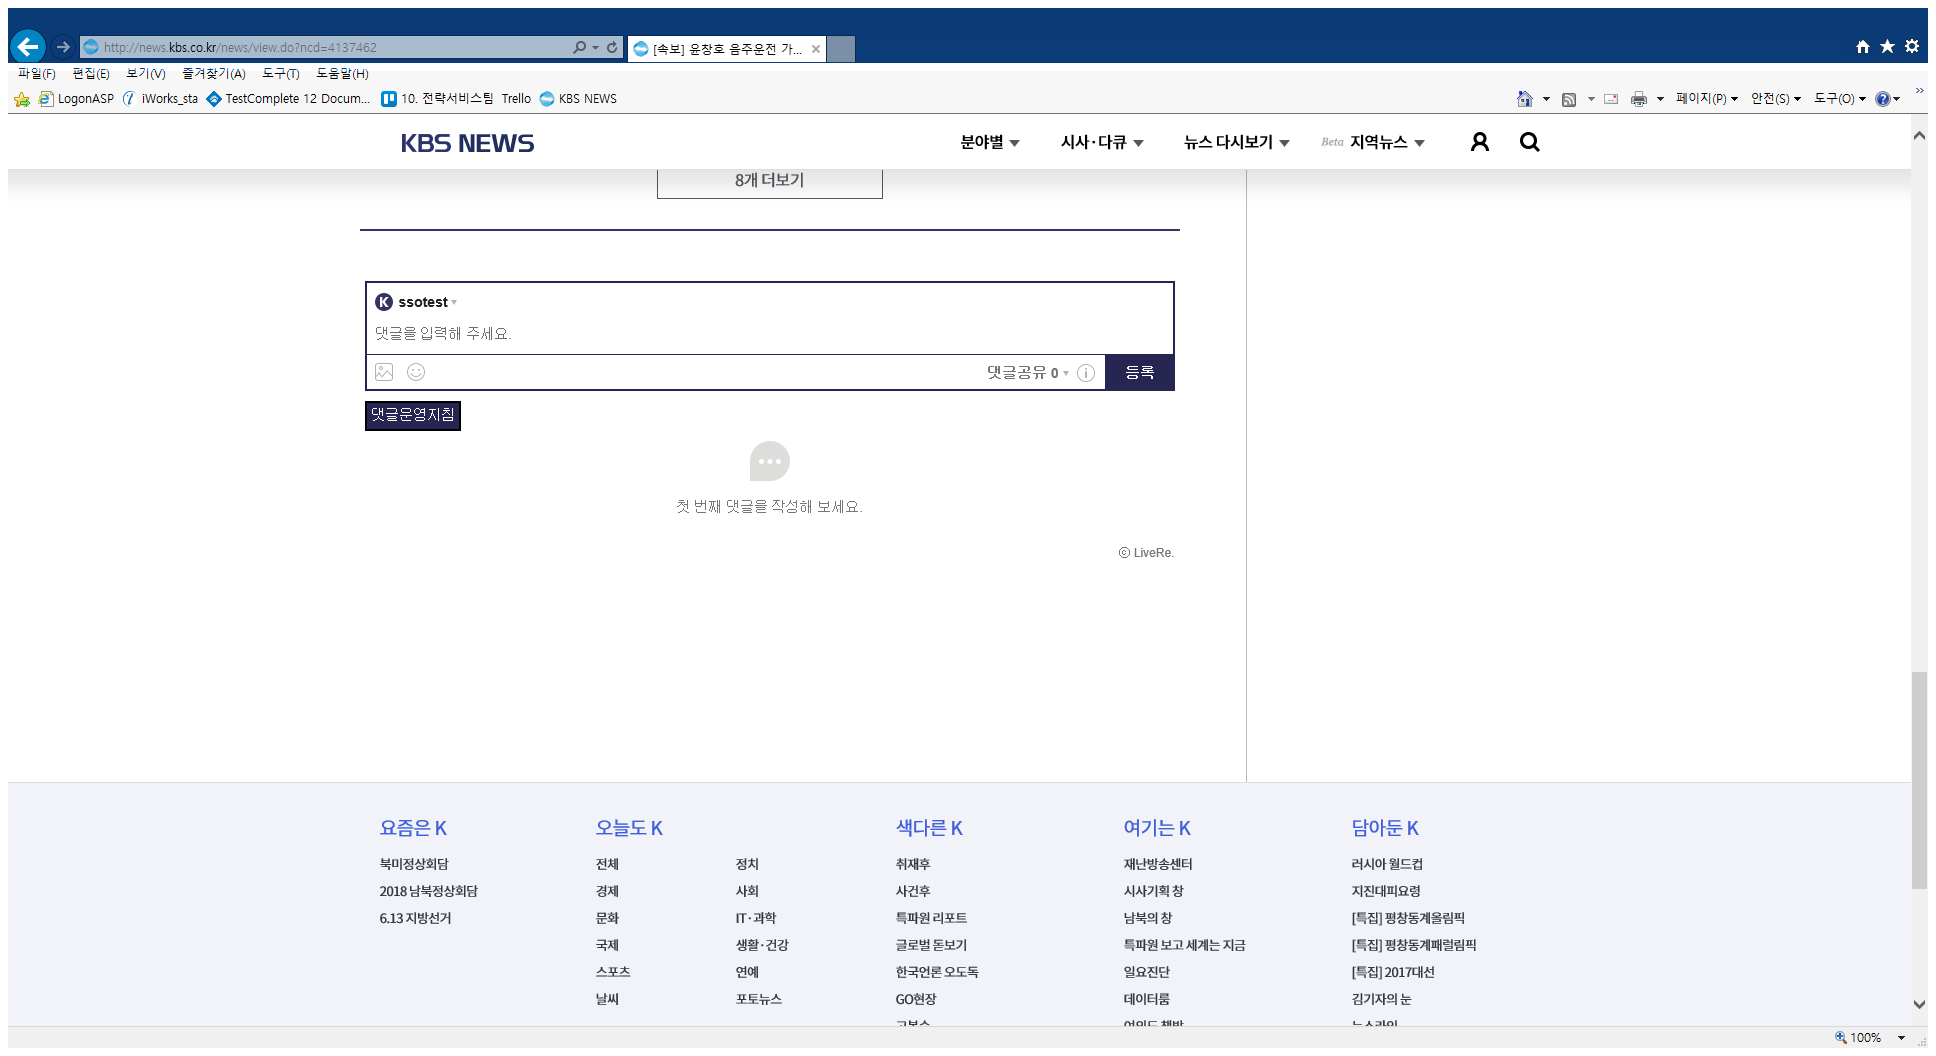 http://news.kbs.co.kr/news/view.do?ncd=4137462
[속보] 윤창호 음주운전 가...
파일(F) 편집(E) 보기(V) 즐겨찾기(A) 도구(T) 도움말(H)
LogonASP iWorks_sta TestComplete 12 Docum... 10. 전략서비스팀 Trello KBS NEWS
페이지(P) 안전(S) 도구(O)
KBS NEWS
분야별 시사·다큐 뉴스 다시보기 Beta 지역뉴스
8개 더보기
K ssotest
댓글을 입력해 주세요.
댓글공유 0 등록
댓글운영지침
첫 번째 댓글을 작성해 보세요.
ⓒ LiveRe.
요즘은 K
북미정상회담
2018 남북정상회담
6.13 지방선거
오늘도 K
전체 정치
경제 사회
문화 IT·과학
국제 생활·건강
스포츠 연예
날씨 포토뉴스
색다른 K
취재후
사건후
특파원 리포트
글로벌 돋보기
한국언론 오도독
GO현장
여기는 K
재난방송센터
시사기획 창
남북의 창
특파원 보고 세계는 지금
일요진단
데이터룸
담아둔 K
러시아 월드컵
지진대피요령
[특집] 평창동계올림픽
[특집] 평창동계패럴림픽
[특집] 2017대선
김기자의 눈
100%